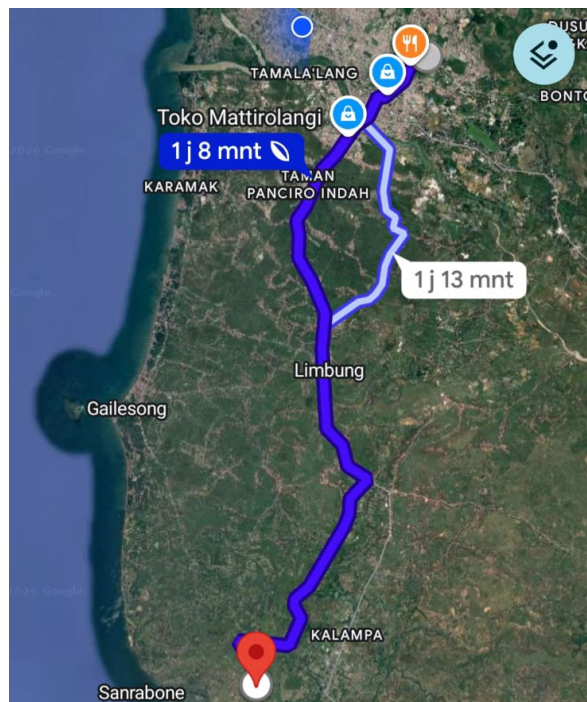 DUSU
TAMALA'LANG
BONTO
Toko Mattirolangi
1 j 8 mnt
TAMAN
PANCIRO INDAH
KARAMAK
1 j 13 mnt
Limbung
Gailesong
KALAMPA
Sanrabone